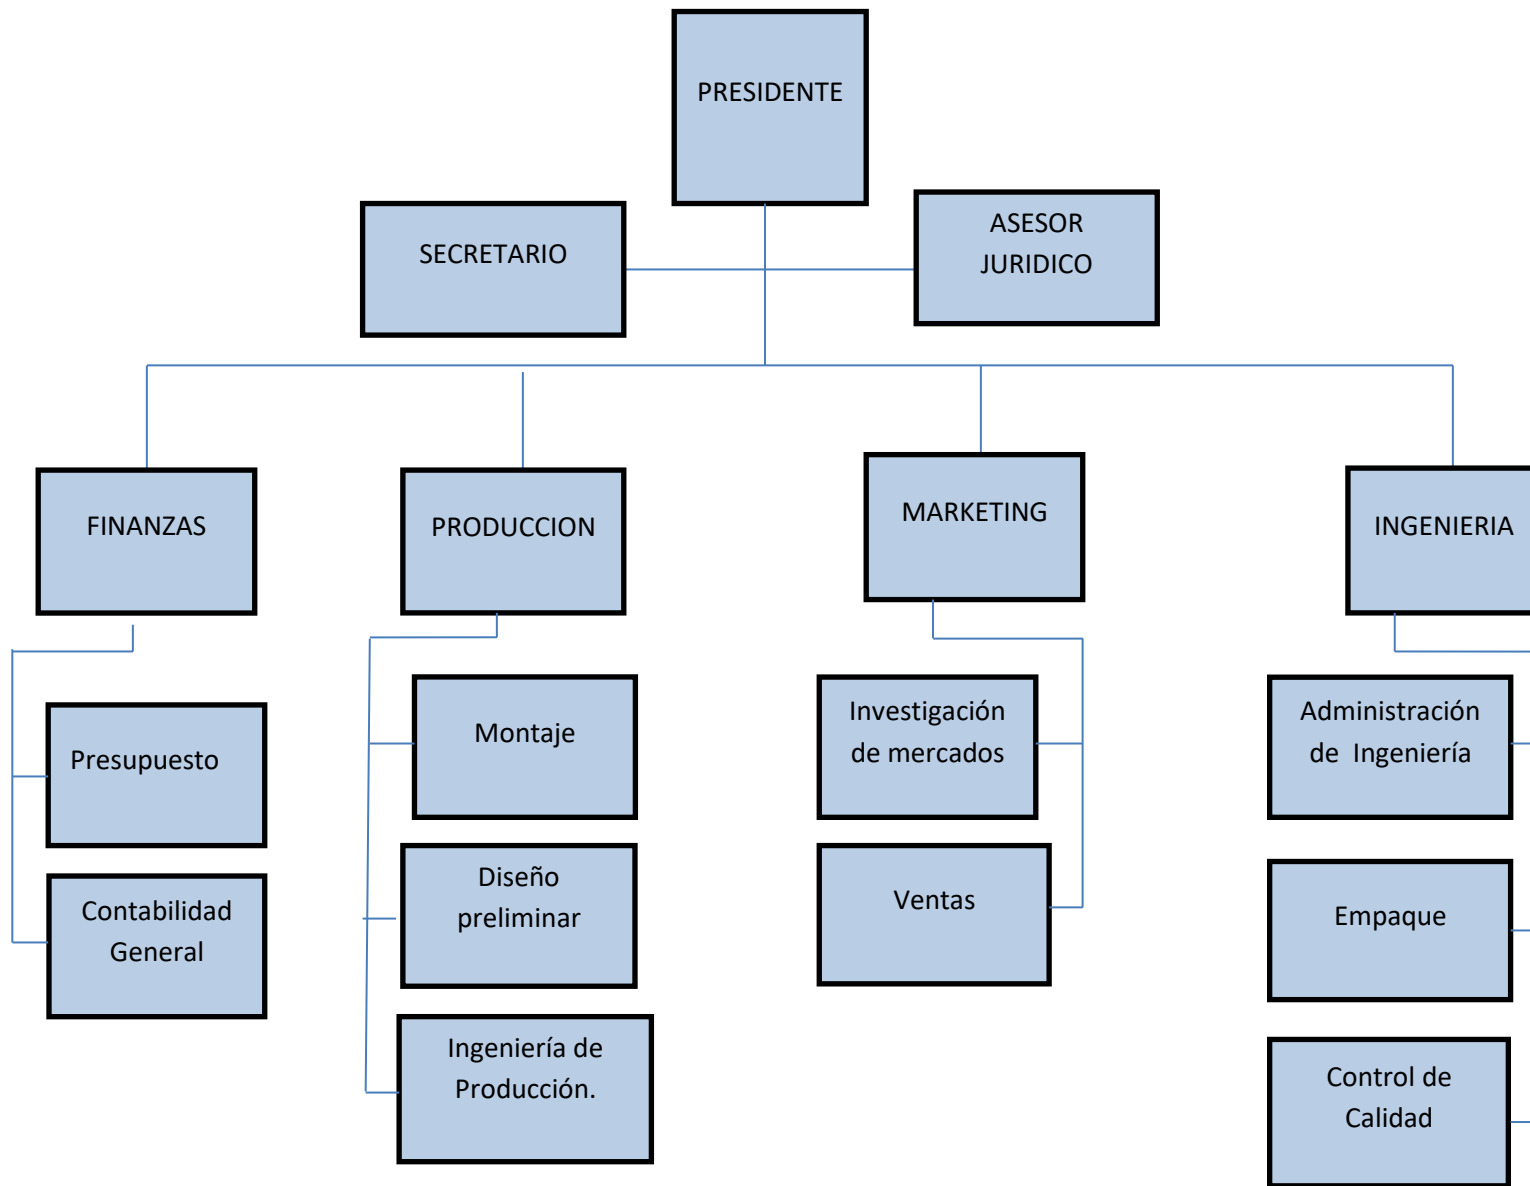 PRESIDENTE
SECRETARIO
ASESOR
JURIDICO
FINANZAS
PRODUCCION
MARKETING
INGENIERIA
Presupuesto
Contabilidad
General
Montaje
Diseño
preliminar
Ingeniería de
Producción.
Investigación
de mercados
Ventas
Administración
de  Ingeniería
Empaque
Control de
Calidad